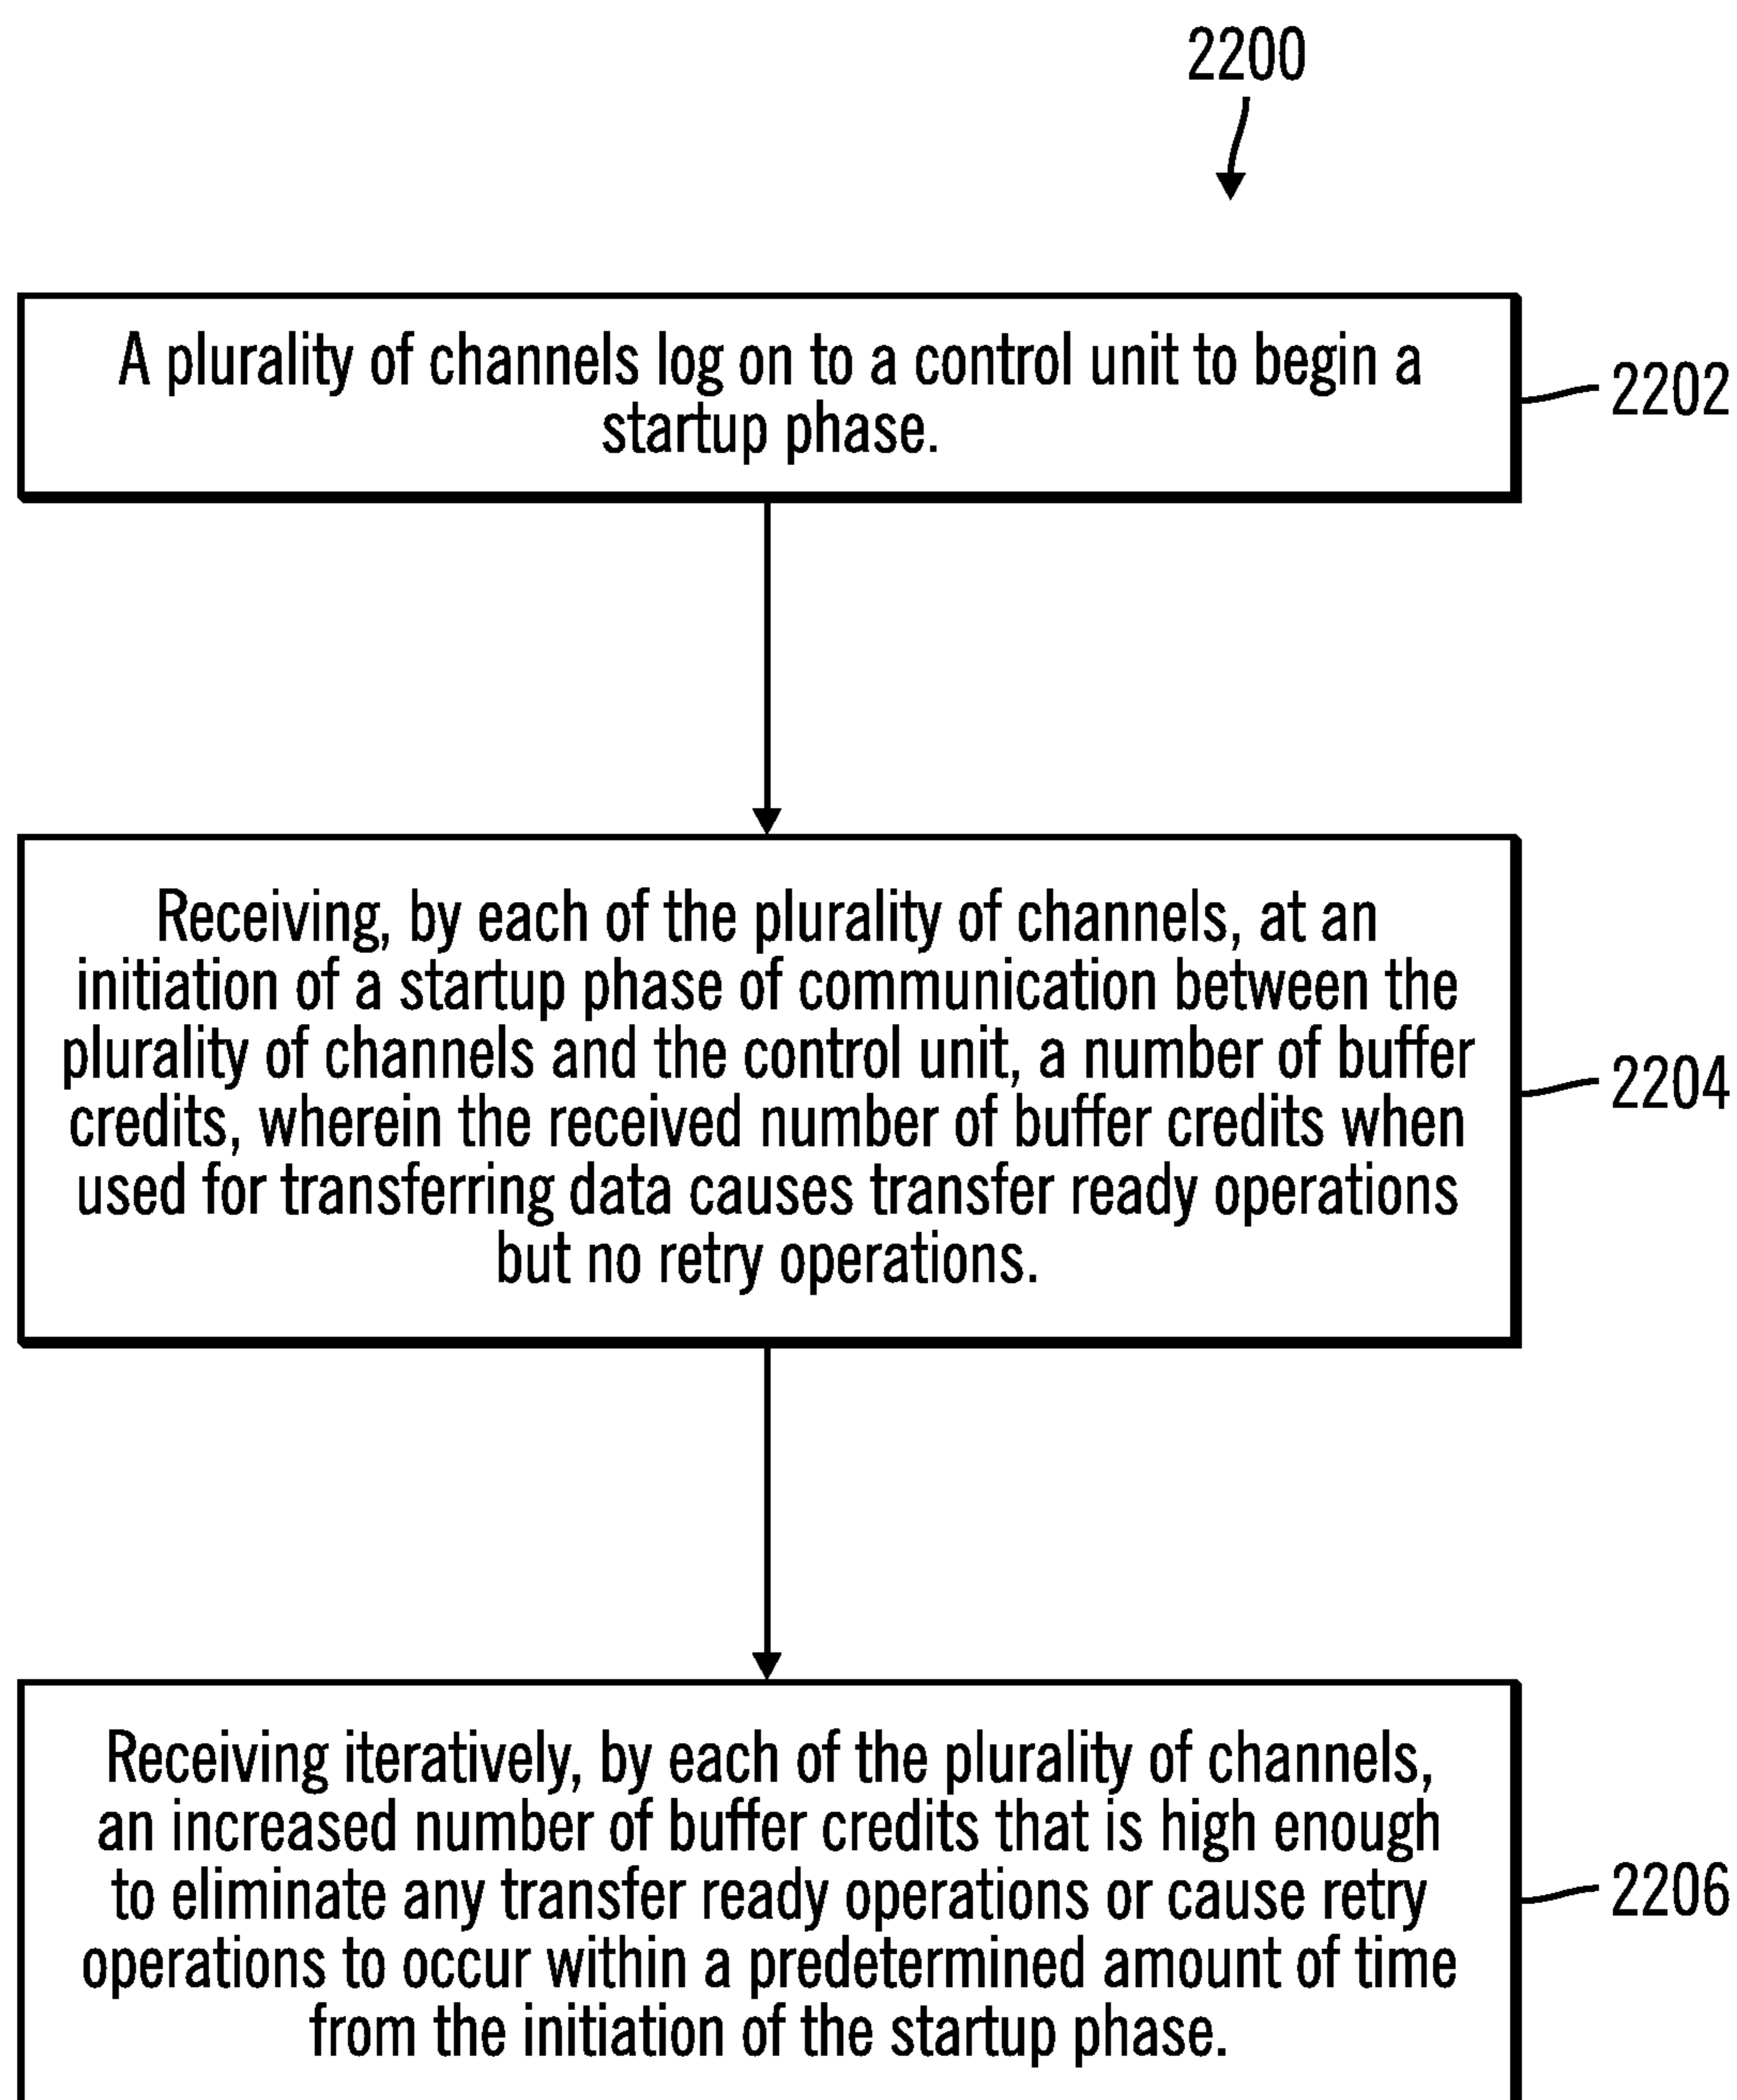 2200
A plurality of channels log on to a control unit to begin a
startup phase.
2202
Receiving, by each of the plurality of channels, at an
initiation of a startup phase of communication between the
plurality of channels and the control unit, a number of buffer
credits, wherein the received number of buffer credits when
used for transferring data causes transfer ready operations
but no retry operations.
2204
Receiving iteratively, by each of the plurality of channels,
an increased number of buffer credits that is high enough
to eliminate any transfer ready operations or cause retry
operations to occur within a predetermined amount of time
from the initiation of the startup phase.
2206